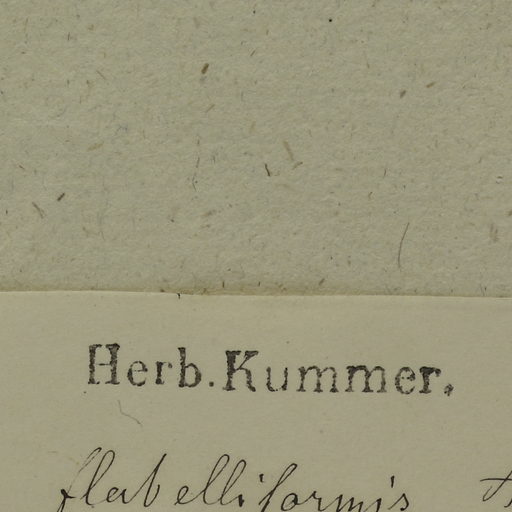 Herb. Kummer.
flabelliformis